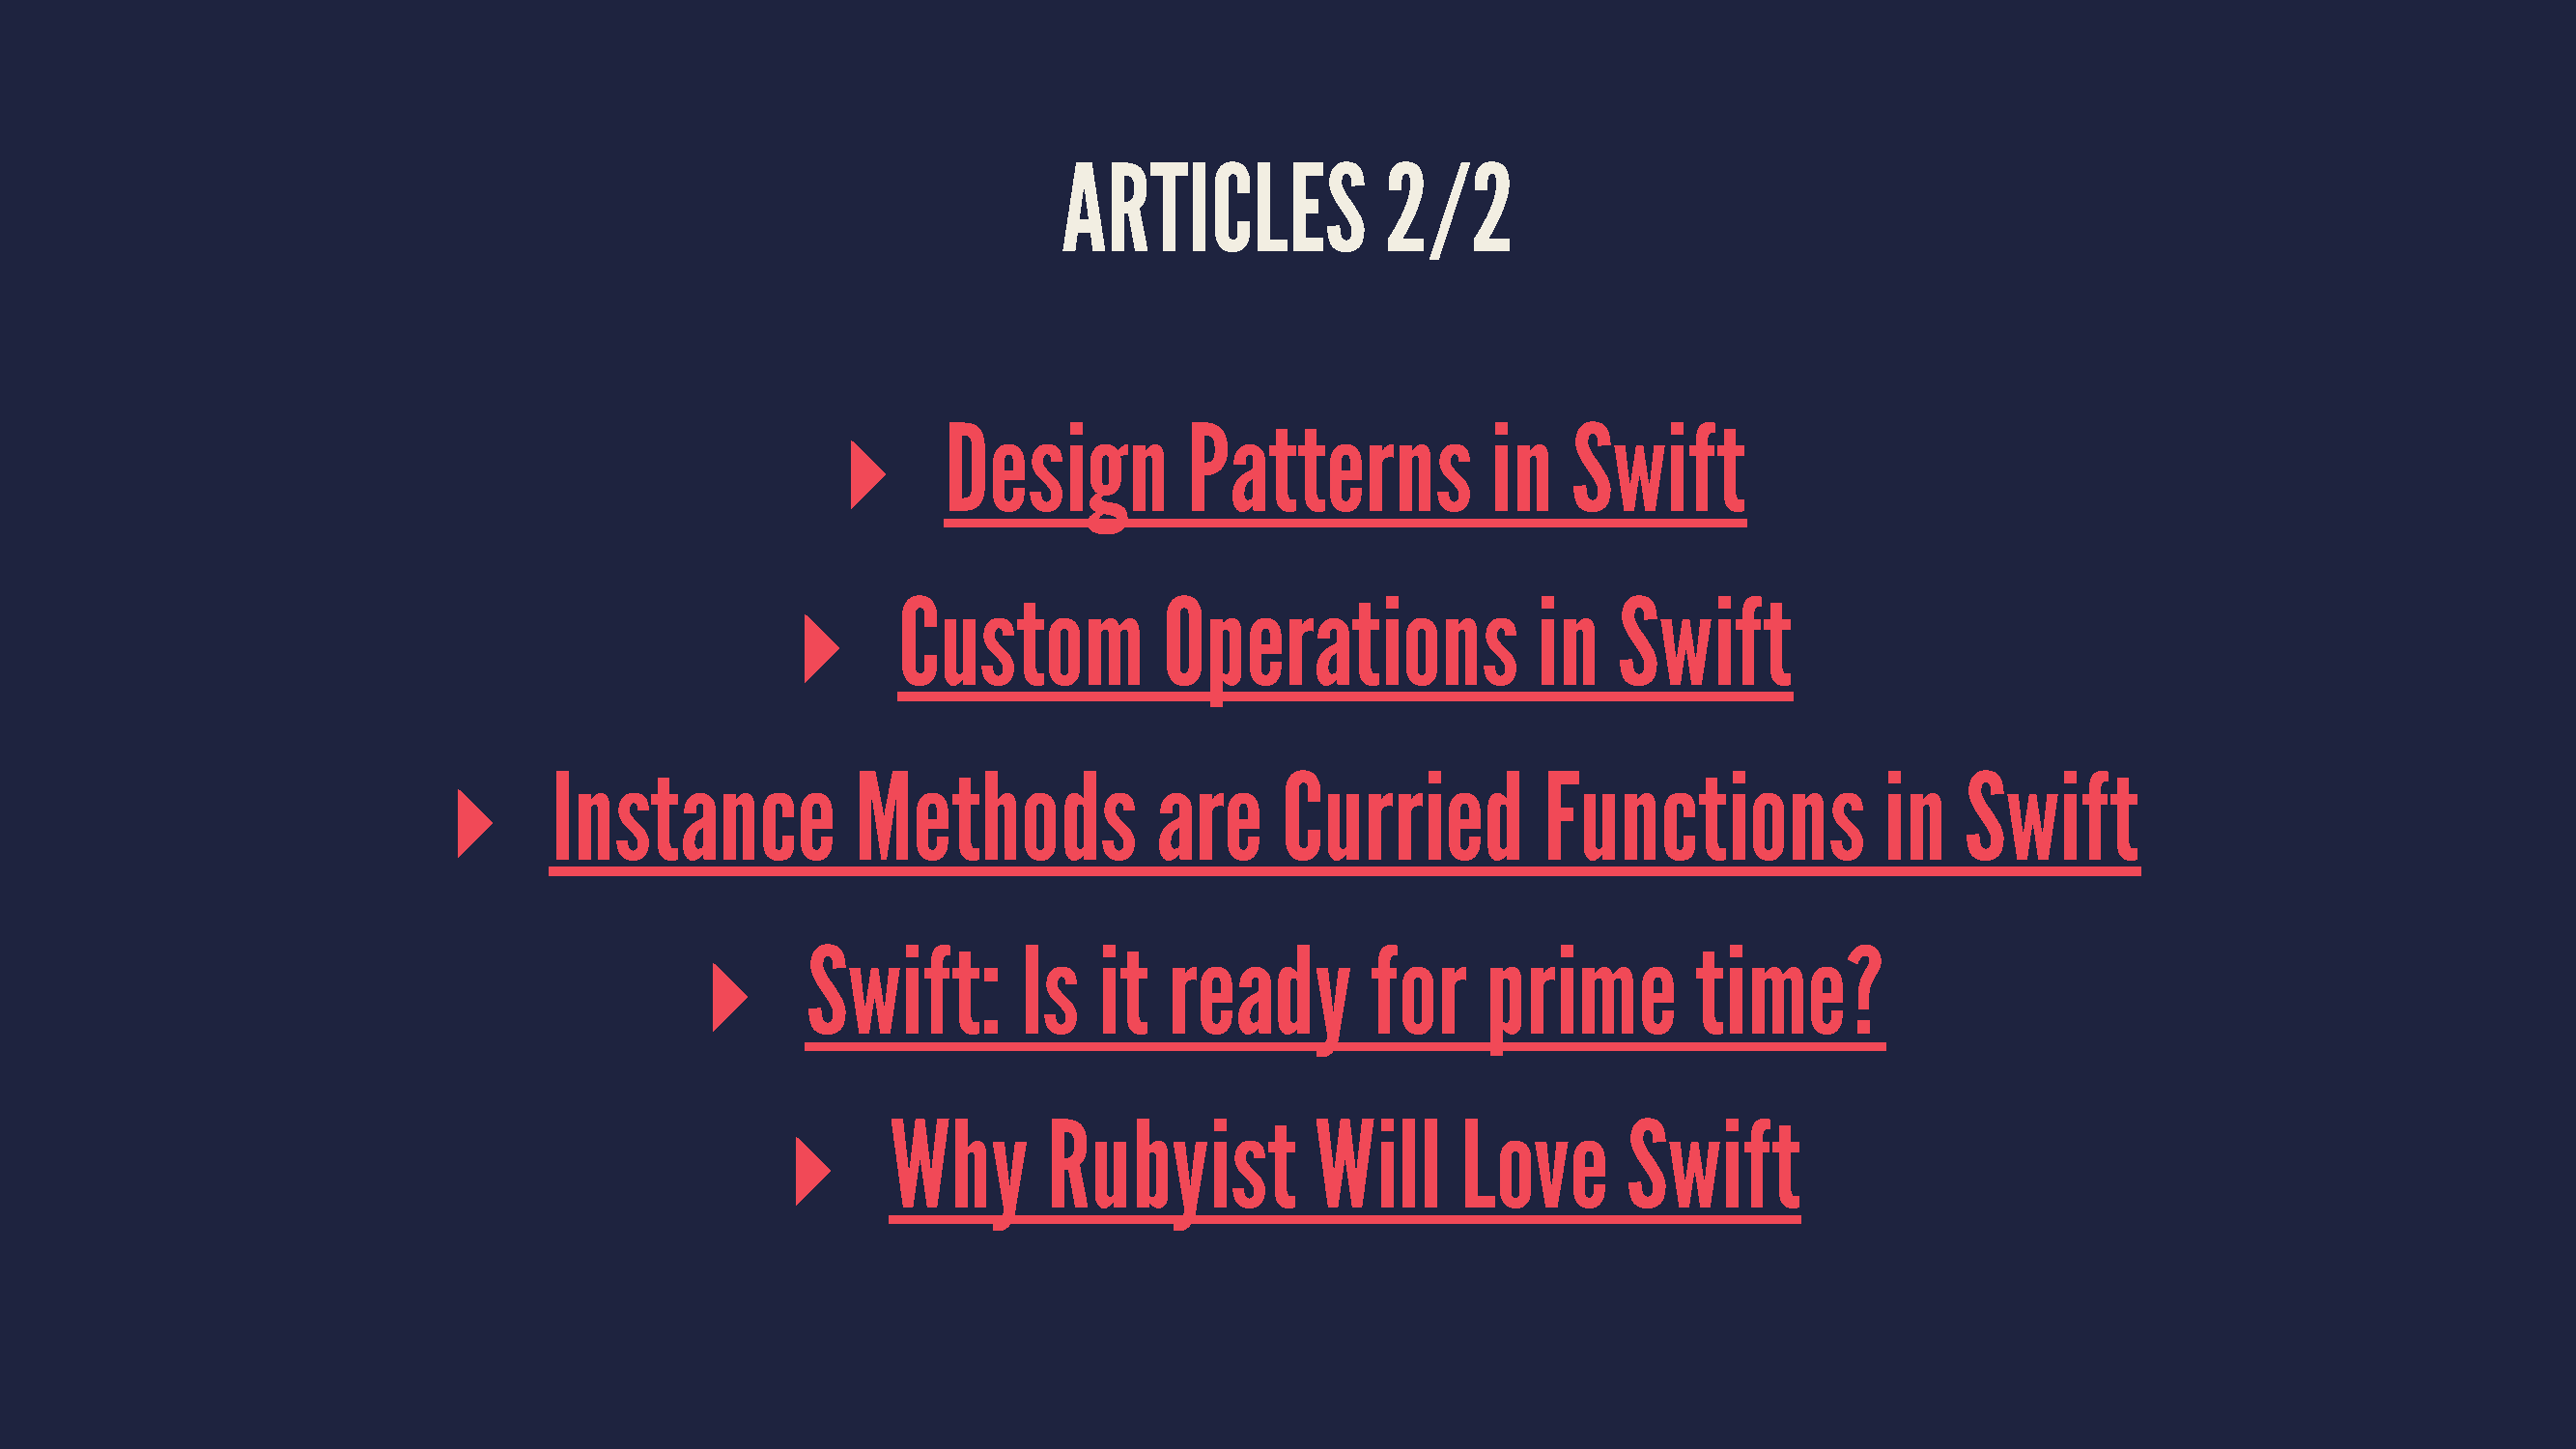 ARTICLES 2/2
▸ Design Patterns in Swift
▸ Custom Operations in Swift
▸ Instance Methods are Curried Functions in Swift
▸ Swift: Is it ready for prime time?
▸ Why Rubyist Will Love Swift